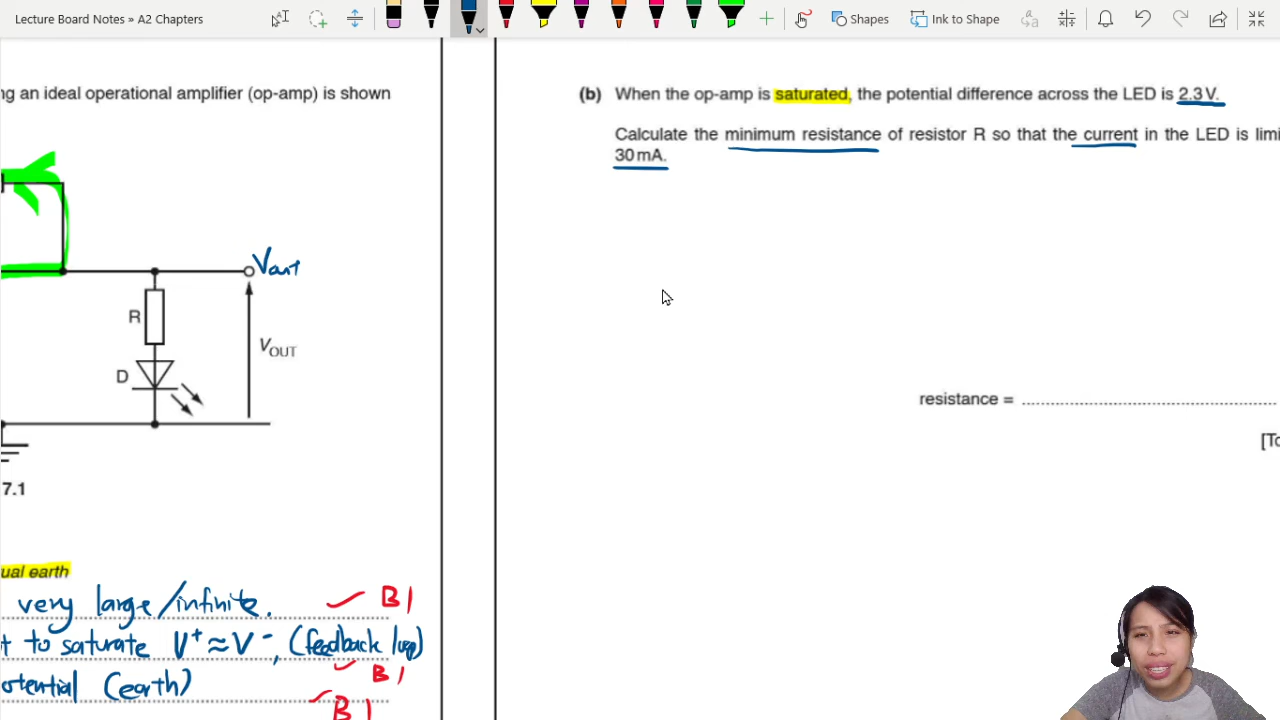 Lecture Board Notes » A2 Chapters
Shapes
Ink to Shape
ng an ideal operational amplifier (op-amp) is shown
Vout
R
VOUT
D
7.1
ual earth
very large/infinite. B1
t to saturate V⁺ ≈ V⁻, (feedback loop)
B1
otential (earth)
B1
(b) When the op-amp is saturated, the potential difference across the LED is 2.3 V.
Calculate the minimum resistance of resistor R so that the current in the LED is limi
30 mA.
resistance = ........................................
[To